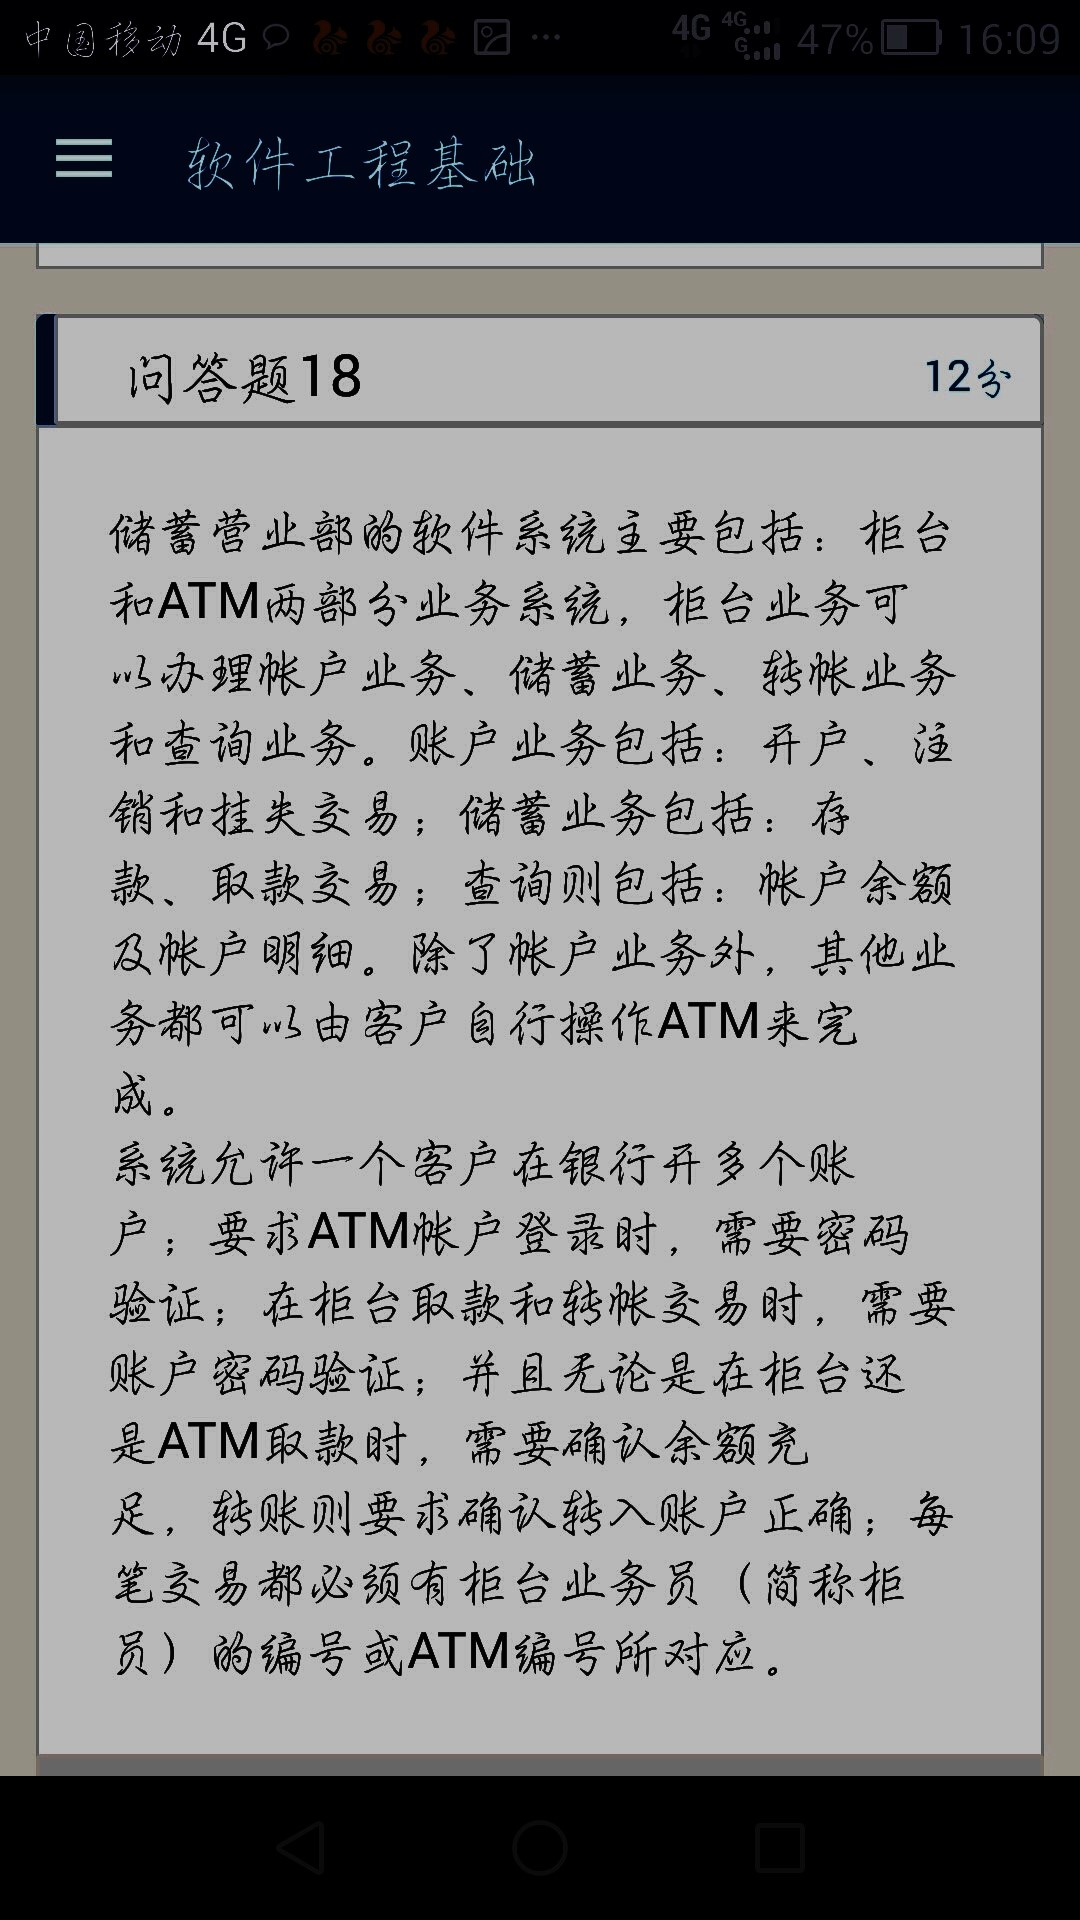 中国移动 4G ... 4G 4G G 47% 16:09
软件工程基础
问答题18 12分
储蓄营业部的软件系统主要包括：柜台
和ATM两部分业务系统，柜台业务可
以办理帐户业务、储蓄业务、转帐业务
和查询业务。账户业务包括：开户、注
销和挂失交易；储蓄业务包括：存
款、取款交易；查询则包括：帐户余额
及帐户明细。除了帐户业务外，其他业
务都可以由客户自行操作ATM来完
成。
系统允许一个客户在银行开多个账
户；要求ATM帐户登录时，需要密码
验证；在柜台取款和转帐交易时，需要
账户密码验证；并且无论是在柜台还
是ATM取款时，需要确认余额充
足，转账则要求确认转入账户正确；每
笔交易都必须有柜台业务员（简称柜
员）的编号或ATM编号所对应。